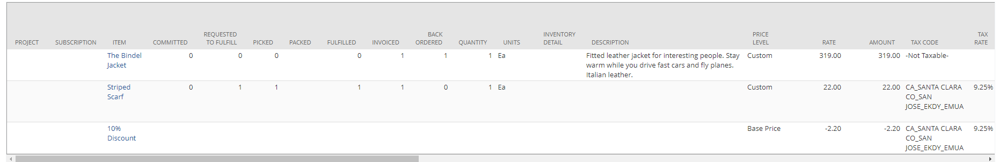 PROJECT SUBSCRIPTION ITEM COMMITTED REQUESTED TO FULFILL PICKED PACKED FULFILLED INVOICED BACK ORDERED QUANTITY UNITS INVENTORY DETAIL DESCRIPTION PRICE LEVEL RATE AMOUNT TAX CODE TAX RATE
The Bindel 0 0 0 0 1 1 1 Ea Fitted leather jacket for interesting people. Stay Custom 319.00 319.00 -Not Taxable-
Jacket warm while you drive fast cars and fly planes.
Italian leather.
Striped 0 1 1 1 1 0 1 Ea Custom 22.00 22.00 CA_SANTA CLARA 9.25%
Scarf CO_SAN
JOSE_EKDY_EMUA
10% Base Price -2.20 -2.20 CA_SANTA CLARA 9.25%
Discount CO_SAN
JOSE_EKDY_EMUA